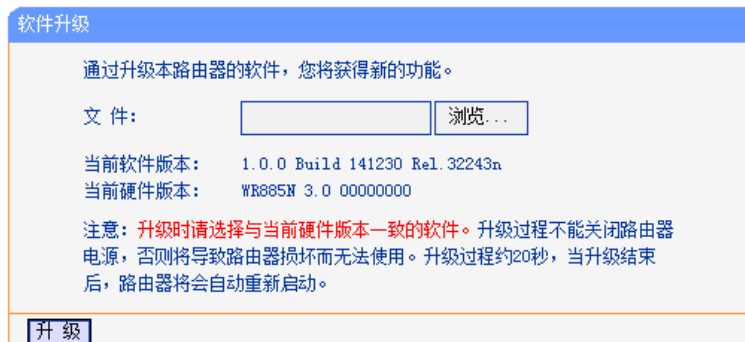 软件升级
通过升级本路由器的软件，您将获得新的功能。
文 件： 浏览...
当前软件版本： 1.0.0 Build 141230 Rel.32243n
当前硬件版本： WR885N 3.0 00000000
注意：升级时请选择与当前硬件版本一致的软件。升级过程不能关闭路由器
电源，否则将导致路由器损坏而无法使用。升级过程约20秒，当升级结束
后，路由器将会自动重新启动。
升 级